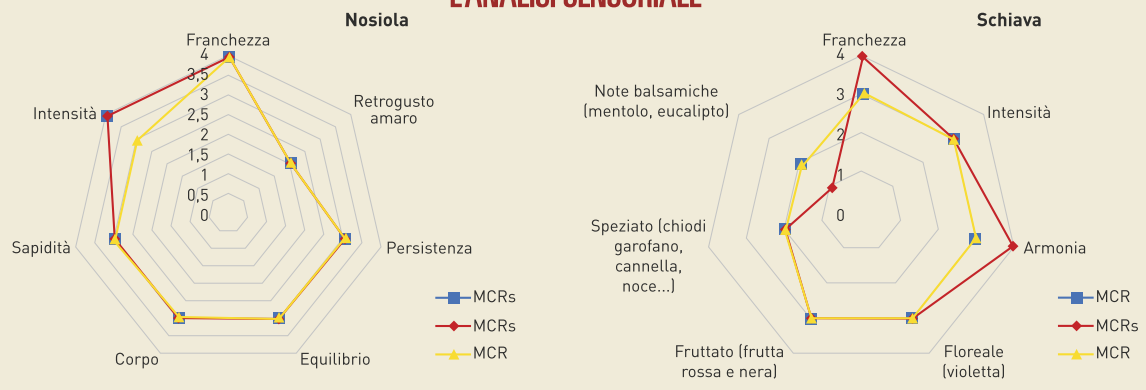 Nosiola
Franchezza
4
3,5
3
2,5
2
1,5
1
0,5
0
Retrogusto
amaro
Persistenza
Equilibrio
Corpo
Sapidità
Intensità
MCRs
MCRs
MCR
Schiava
Franchezza
4
3
2
1
0
Intensità
Armonia
Floreale
(violetta)
Fruttato (frutta
rossa e nera)
Speziato (chiodi
garofano,
cannella,
noce...)
Note balsamiche
(mentolo, eucalipto)
MCR
MCRs
MCR